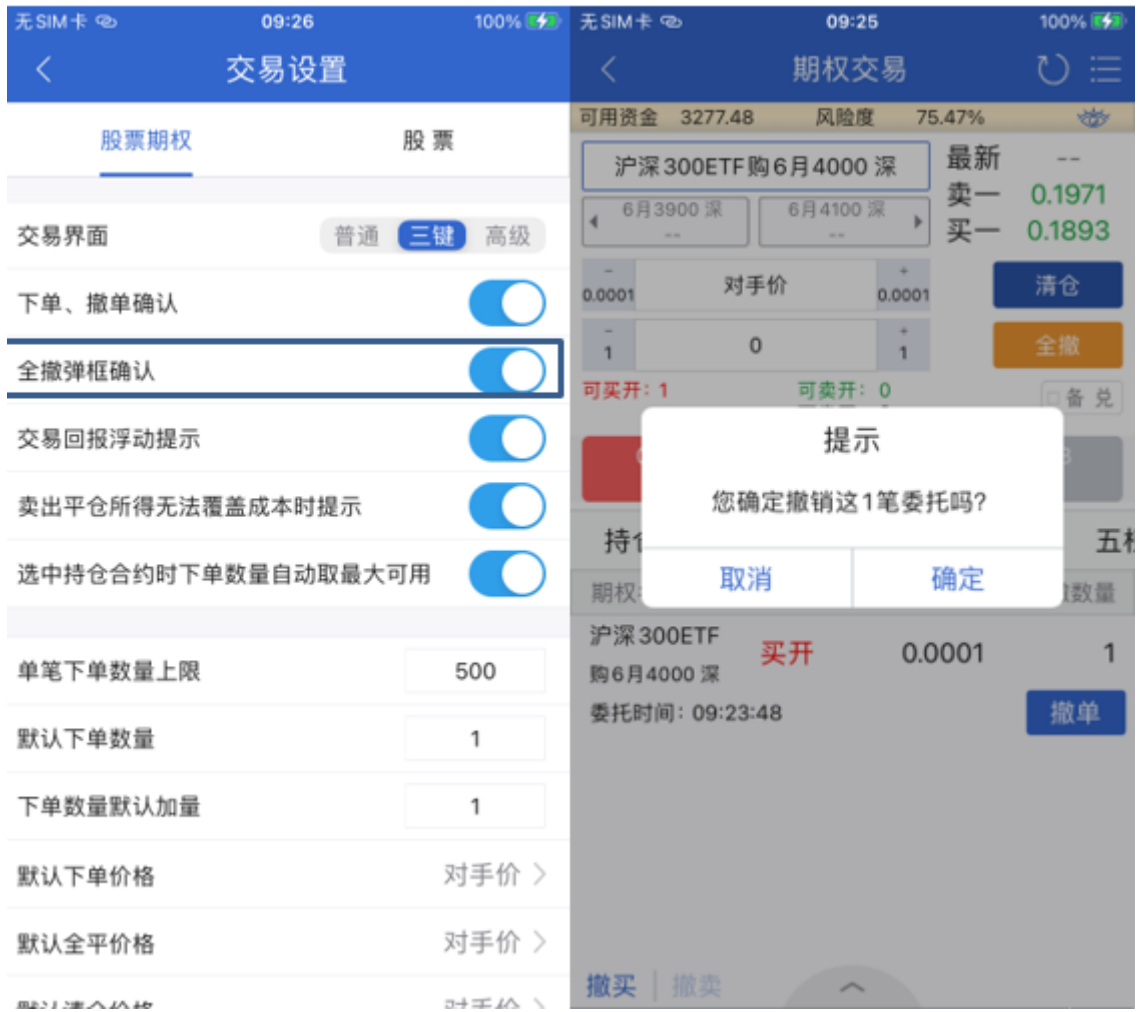 无SIM卡 09:26 100%
交易设置
股票期权 股 票
交易界面 普通 三键 高级
下单、撤单确认
全撤弹框确认
交易回报浮动提示
卖出平仓所得无法覆盖成本时提示
选中持仓合约时下单数量自动取最大可用
单笔下单数量上限 500
默认下单数量 1
下单数量默认加量 1
默认下单价格 对手价
默认全平价格 对手价
无SIM卡 09:25 100%
期权交易
可用资金 3277.48 风险度 75.47%
沪深300ETF购6月4000 深
最新 --
卖一 0.1971
买一 0.1893
6月3900 深 6月4100 深
-- --
- 0.0001 对手价 + 0.0001 清仓
- 1 0 + 1 全撤
可买开：1 可卖开：0 备 兑
提示
您确定撤销这1笔委托吗?
取消 确定
持 五
期权 数量
沪深300ETF
购6月4000 深 买开 0.0001 1
委托时间：09:23:48 撤单
撤买 撤卖